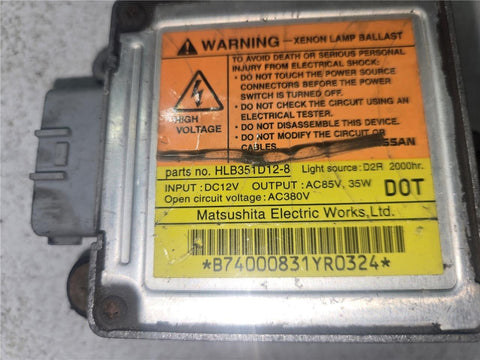 WARNING -XENON LAMP BALLAST
TO AVOID DEATH OR SERIOUS PERSONAL
INJURY FROM ELECTRICAL SHOCK:
• DO NOT TOUCH THE POWER SOURCE
CONNECTORS BEFORE THE POWER
SWITCH IS TURNED OFF.
• DO NOT CHECK THE CIRCUIT USING AN
ELECTRICAL TESTER.
• DO NOT DISASSEMBLE THIS DEVICE.
• DO NOT MODIFY THE CIRCUIT OR
CABLES.
HIGH
VOLTAGE
NISSAN
parts no. HLB351D12-8 Light source: D2R 2000hr.
INPUT : DC12V OUTPUT : AC85V, 35W DOT
Open circuit voltage : AC380V
Matsushita Electric Works, Ltd.
*B74000831YR0324*